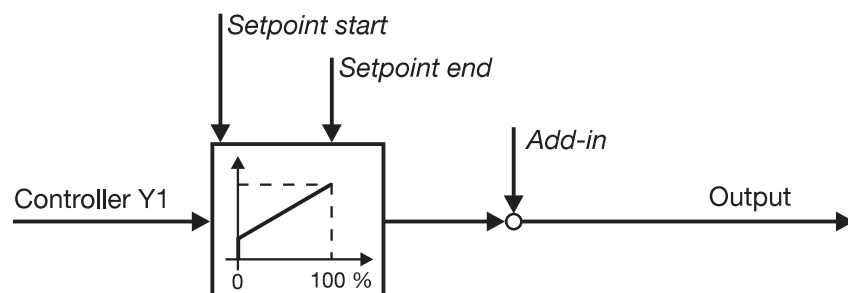 Setpoint start
Setpoint end
Add-in
Controller Y1
Output
0
100 %